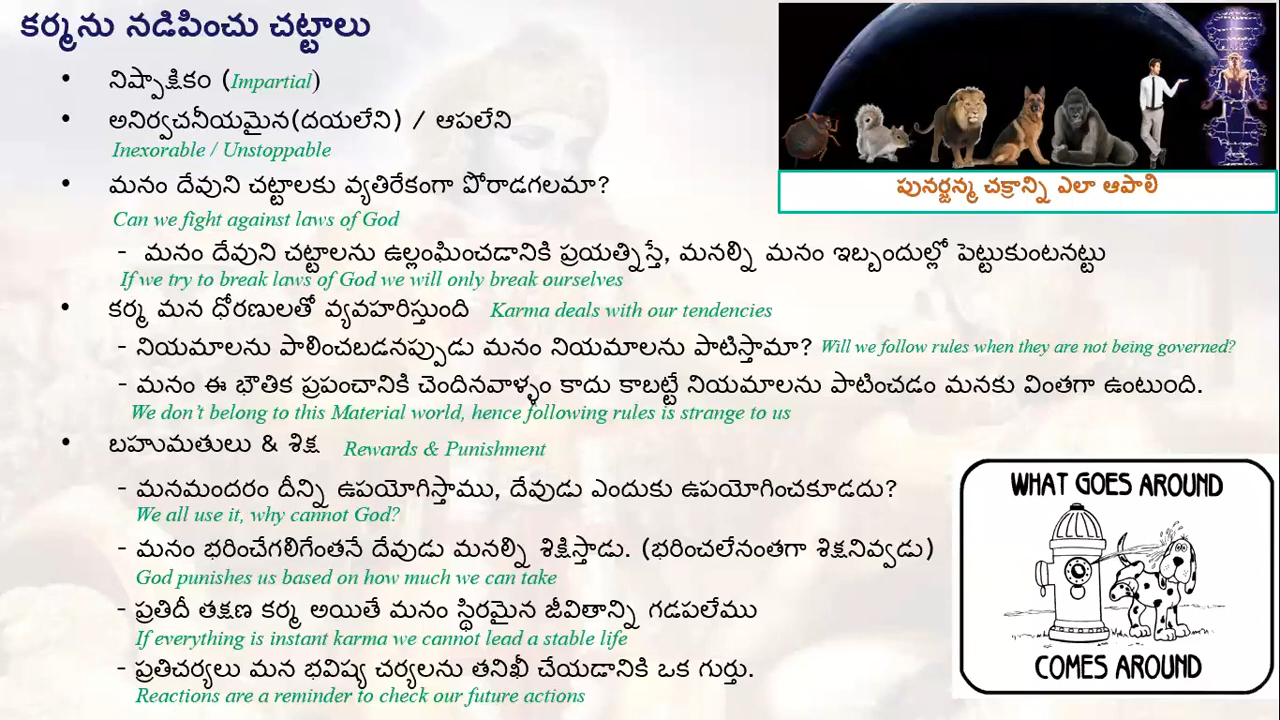 కర్మను నడిపించు చట్టాలు
• నిష్పాక్షికం (Impartial)
• అనిర్వచనీయమైన(దయలేని) / ఆపలేని
Inexorable / Unstoppable
• మనం దేవుని చట్టాలకు వ్యతిరేకంగా పోరాడగలమా?
Can we fight against laws of God
- మనం దేవుని చట్టాలను ఉల్లంఘించడానికి ప్రయత్నిస్తే, మనల్ని మనం ఇబ్బందుల్లో పెట్టుకుంటనట్టు
If we try to break laws of God we will only break ourselves
• కర్మ మన ధోరణులతో వ్యవహరిస్తుంది Karma deals with our tendencies
- నియమాలను పాలించబడనప్పుడు మనం నియమాలను పాటిస్తామా? Will we follow rules when they are not being governed?
- మనం ఈ భౌతిక ప్రపంచానికి చెందినవాళ్ళం కాదు కాబట్టే నియమాలను పాటించడం మనకు వింతగా ఉంటుంది.
We don't belong to this Material world, hence following rules is strange to us
• బహుమతులు & శిక్ష Rewards & Punishment
- మనమందరం దీన్ని ఉపయోగిస్తాము, దేవుడు ఎందుకు ఉపయోగించకూడదు?
We all use it, why cannot God?
- మనం భరించేగలిగేంతనే దేవుడు మనల్ని శిక్షిస్తాడు. (భరించలేనంతగా శిక్షనివ్వడు)
God punishes us based on how much we can take
- ప్రతిదీ తక్షణ కర్మ అయితే మనం స్థిరమైన జీవితాన్ని గడపలేము
If everything is instant karma we cannot lead a stable life
- ప్రతిచర్యలు మన భవిష్య చర్యలను తనిఖీ చేయడానికి ఒక గుర్తు.
Reactions are a reminder to check our future actions
పునర్జన్మ చక్రాన్ని ఎలా ఆపాలి
WHAT GOES AROUND
COMES AROUND